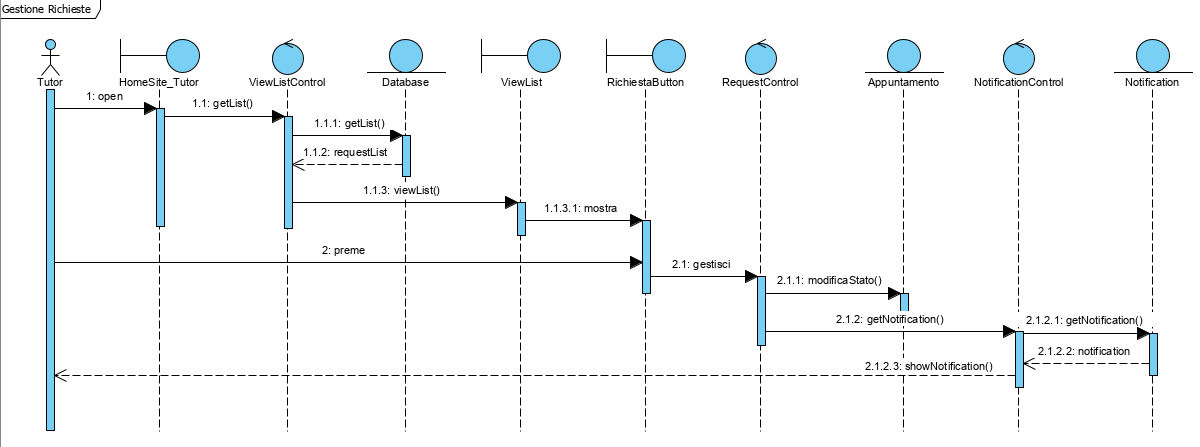 Gestione Richieste
Tutor
HomeSite_Tutor
ViewListControl
Database
ViewList
RichiestaButton
RequestControl
Appuntamento
NotificationControl
Notification
1: open
1.1: getList()
1.1.1: getList()
1.1.2: requestList
1.1.3: viewList()
1.1.3.1: mostra
2: preme
2.1: gestisci
2.1.1: modificaStato()
2.1.2: getNotification()
2.1.2.1: getNotification()
2.1.2.2: notification
2.1.2.3: showNotification()